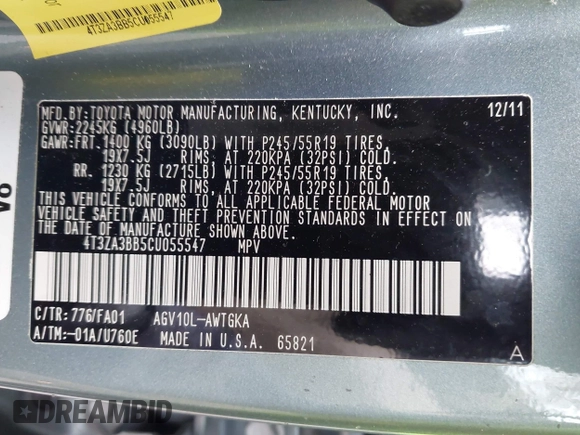 4T3ZA3BB5CU055547
MFD.BY:TOYOTA MOTOR MANUFACTURING, KENTUCKY, INC. 12/11
GVWR:2245KG (4960LB)
GAWR:FRT.1400 KG (3090LB) WITH P245/55R19 TIRES,
19X7.5J RIMS, AT 220KPA (32PSI) COLD.
RR. 1230 KG (2715LB) WITH P245/55R19 TIRES,
19X7.5J RIMS, AT 220KPA (32PSI) COLD.
THIS VEHICLE CONFORMS TO ALL APPLICABLE FEDERAL MOTOR
VEHICLE SAFETY AND THEFT PREVENTION STANDARDS IN EFFECT ON
THE DATE OF MANUFACTURE SHOWN ABOVE.
4T3ZA3BB5CU055547 MPV
C/TR:776/FA01 AGV10L-AWTGKA
A/TM:-01A/U760E MADE IN U.S.A. 65821
A
DREAMBID